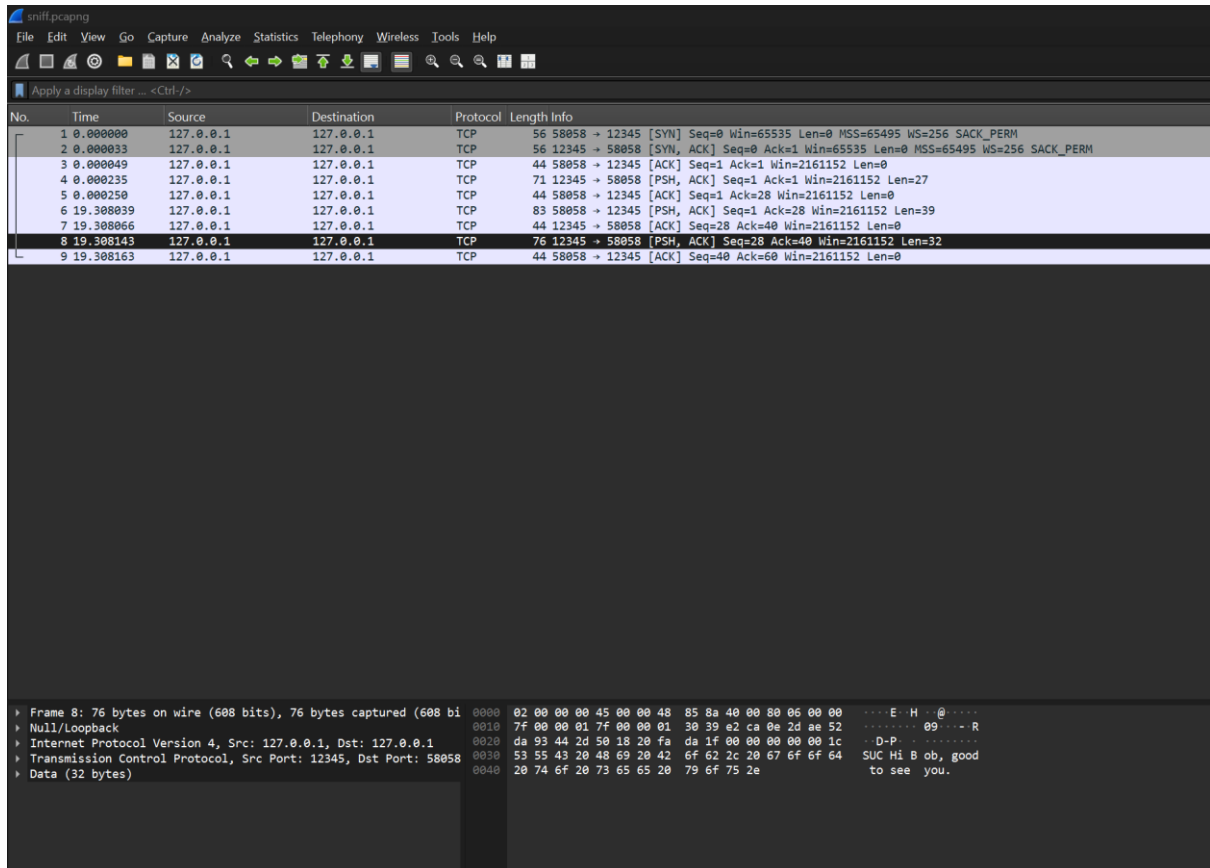 sniff.pcapng
File Edit View Go Capture Analyze Statistics Telephony Wireless Tools Help
Apply a display filter ... <Ctrl-/>
No. Time Source Destination Protocol Length Info
1 0.000000 127.0.0.1 127.0.0.1 TCP 56 58058 → 12345 [SYN] Seq=0 Win=65535 Len=0 MSS=65495 WS=256 SACK_PERM
2 0.000033 127.0.0.1 127.0.0.1 TCP 56 12345 → 58058 [SYN, ACK] Seq=0 Ack=1 Win=65535 Len=0 MSS=65495 WS=256 SACK_PERM
3 0.000049 127.0.0.1 127.0.0.1 TCP 44 58058 → 12345 [ACK] Seq=1 Ack=1 Win=2161152 Len=0
4 0.000235 127.0.0.1 127.0.0.1 TCP 71 12345 → 58058 [PSH, ACK] Seq=1 Ack=1 Win=2161152 Len=27
5 0.000250 127.0.0.1 127.0.0.1 TCP 44 58058 → 12345 [ACK] Seq=1 Ack=28 Win=2161152 Len=0
6 19.308039 127.0.0.1 127.0.0.1 TCP 83 58058 → 12345 [PSH, ACK] Seq=1 Ack=28 Win=2161152 Len=39
7 19.308066 127.0.0.1 127.0.0.1 TCP 44 12345 → 58058 [ACK] Seq=28 Ack=40 Win=2161152 Len=0
8 19.308143 127.0.0.1 127.0.0.1 TCP 76 12345 → 58058 [PSH, ACK] Seq=28 Ack=40 Win=2161152 Len=32
9 19.308163 127.0.0.1 127.0.0.1 TCP 44 58058 → 12345 [ACK] Seq=40 Ack=60 Win=2161152 Len=0
Frame 8: 76 bytes on wire (608 bits), 76 bytes captured (608 bi
Null/Loopback
Internet Protocol Version 4, Src: 127.0.0.1, Dst: 127.0.0.1
Transmission Control Protocol, Src Port: 12345, Dst Port: 58058
Data (32 bytes)
0000 02 00 00 00 45 00 00 48 85 8a 40 00 80 06 00 00 ····E··H ··@·····
0010 7f 00 00 01 7f 00 00 01 30 39 e2 ca 0e 2d ae 52 ········ 09···-·R
0020 da 93 44 2d 50 18 20 fa da 1f 00 00 00 00 00 1c ··D-P· · ········
0030 53 55 43 20 48 69 20 42 6f 62 2c 20 67 6f 6f 64 SUC Hi B ob, good
0040 20 74 6f 20 73 65 65 20 79 6f 75 2e to see you.